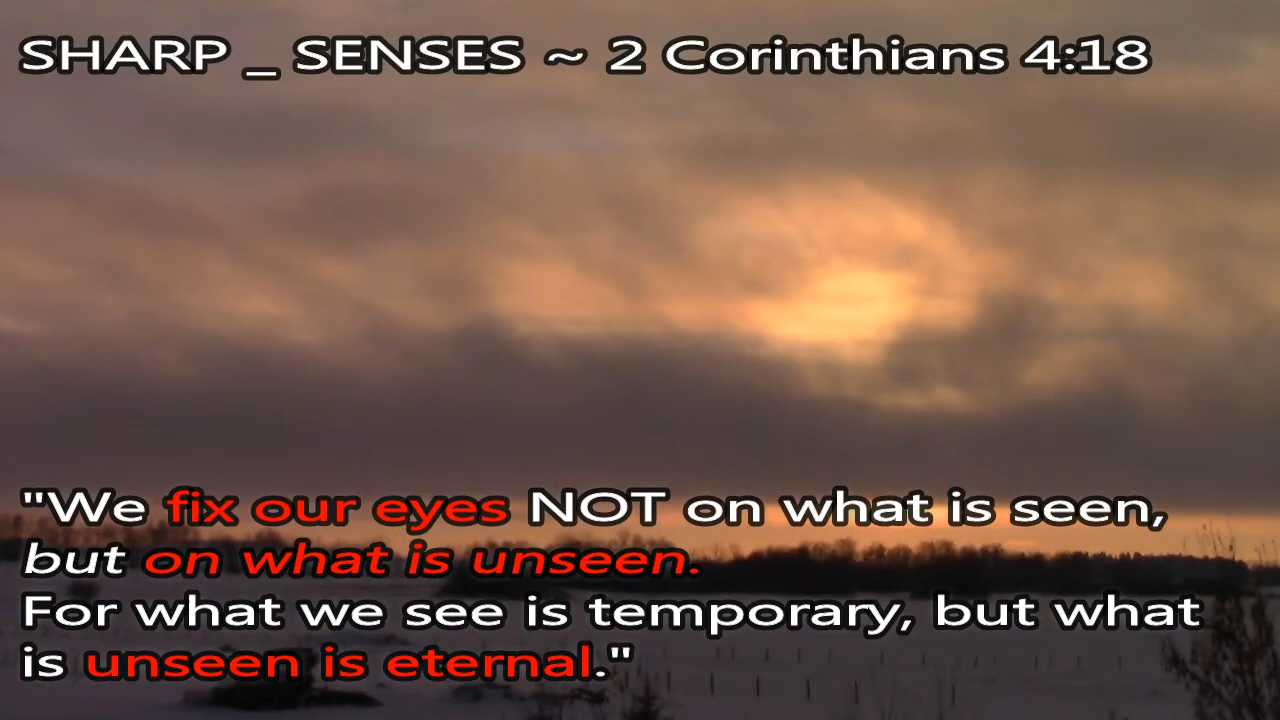 SHARP _ SENSES ~ 2 Corinthians 4:18
"We fix our eyes NOT on what is seen,
but on what is unseen.
For what we see is temporary, but what
is unseen is eternal."